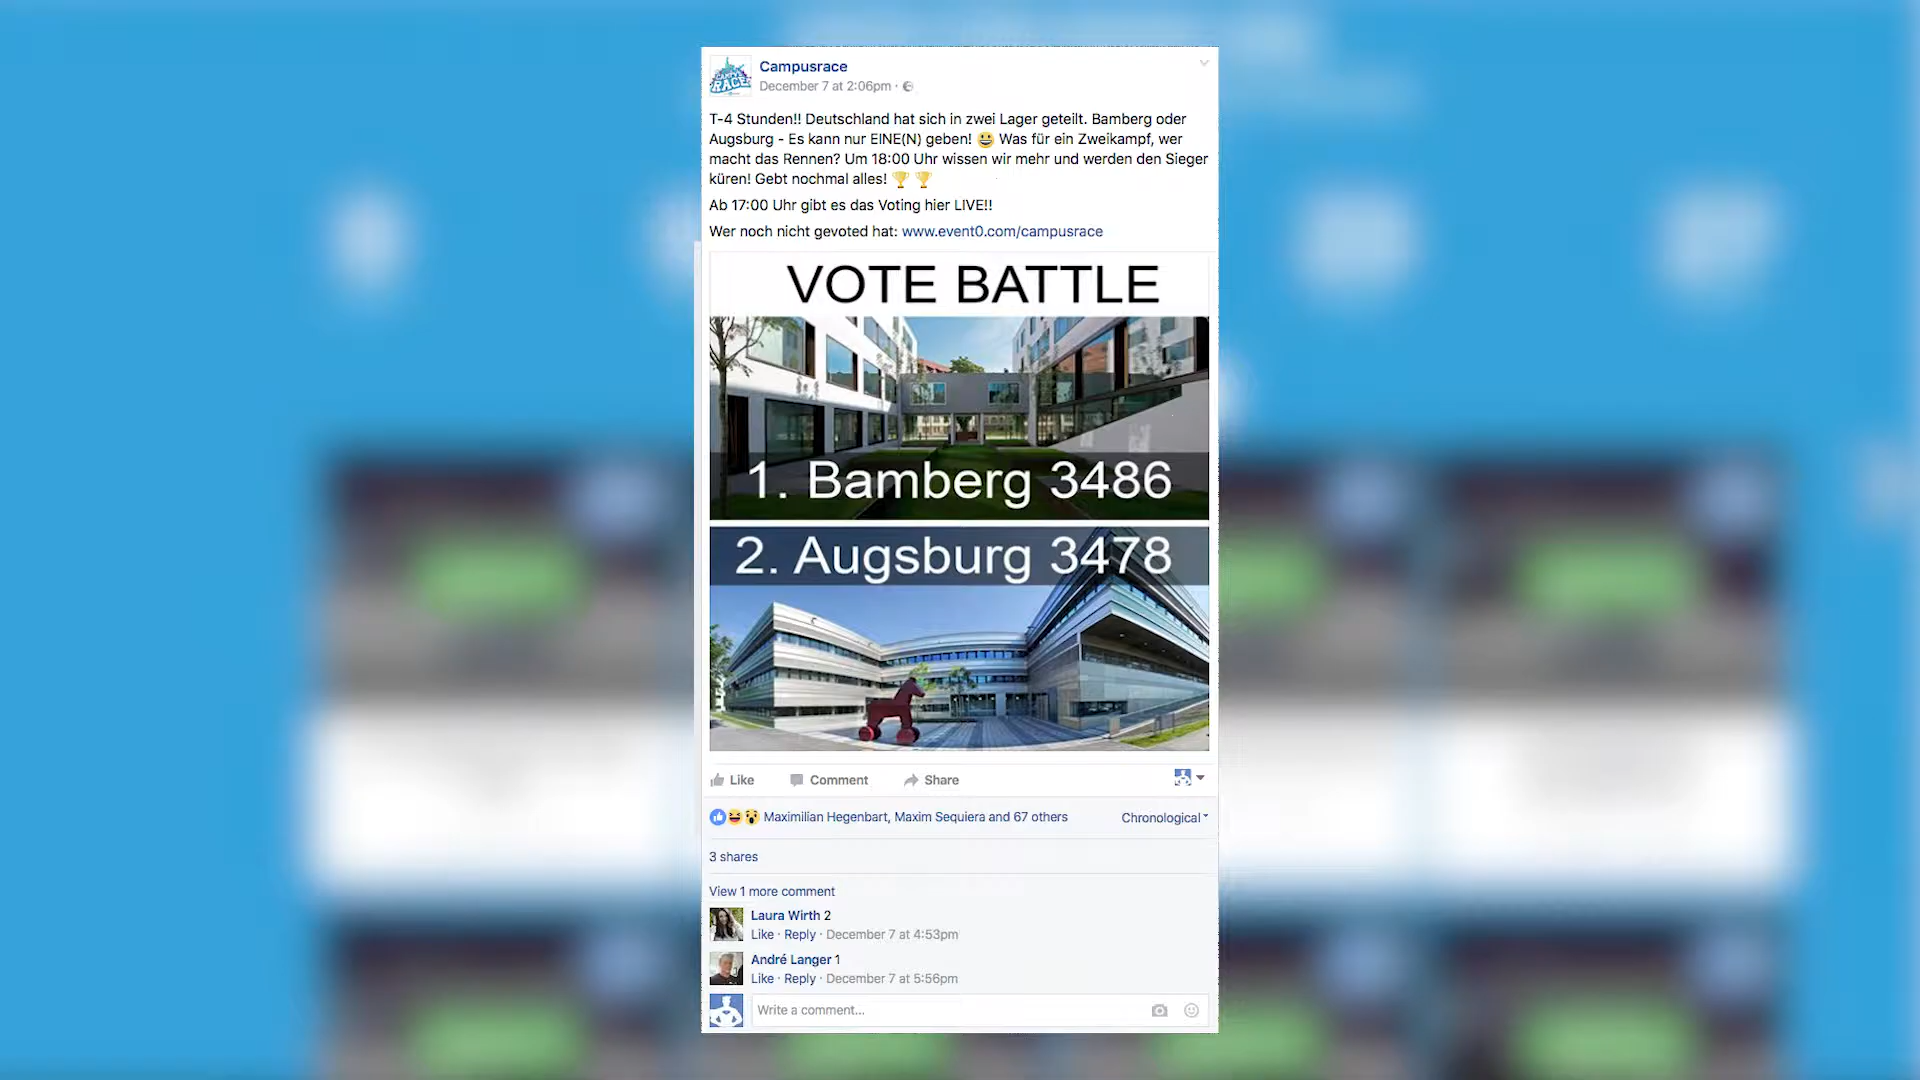 CAMPUS
RACE
Campusrace
December 7 at 2:06pm ·
T-4 Stunden!! Deutschland hat sich in zwei Lager geteilt. Bamberg oder
Augsburg - Es kann nur EINE(N) geben! 😃 Was für ein Zweikampf, wer
macht das Rennen? Um 18:00 Uhr wissen wir mehr und werden den Sieger
küren! Gebt nochmal alles! 🏆 🏆
Ab 17:00 Uhr gibt es das Voting hier LIVE!!
Wer noch nicht gevoted hat: www.event0.com/campusrace
VOTE BATTLE
1. Bamberg 3486
2. Augsburg 3478
Like Comment Share
Maximilian Hegenbart, Maxim Sequiera and 67 others Chronological
3 shares
View 1 more comment
Laura Wirth 2
Like · Reply · December 7 at 4:53pm
André Langer 1
Like · Reply · December 7 at 5:56pm
Write a comment...